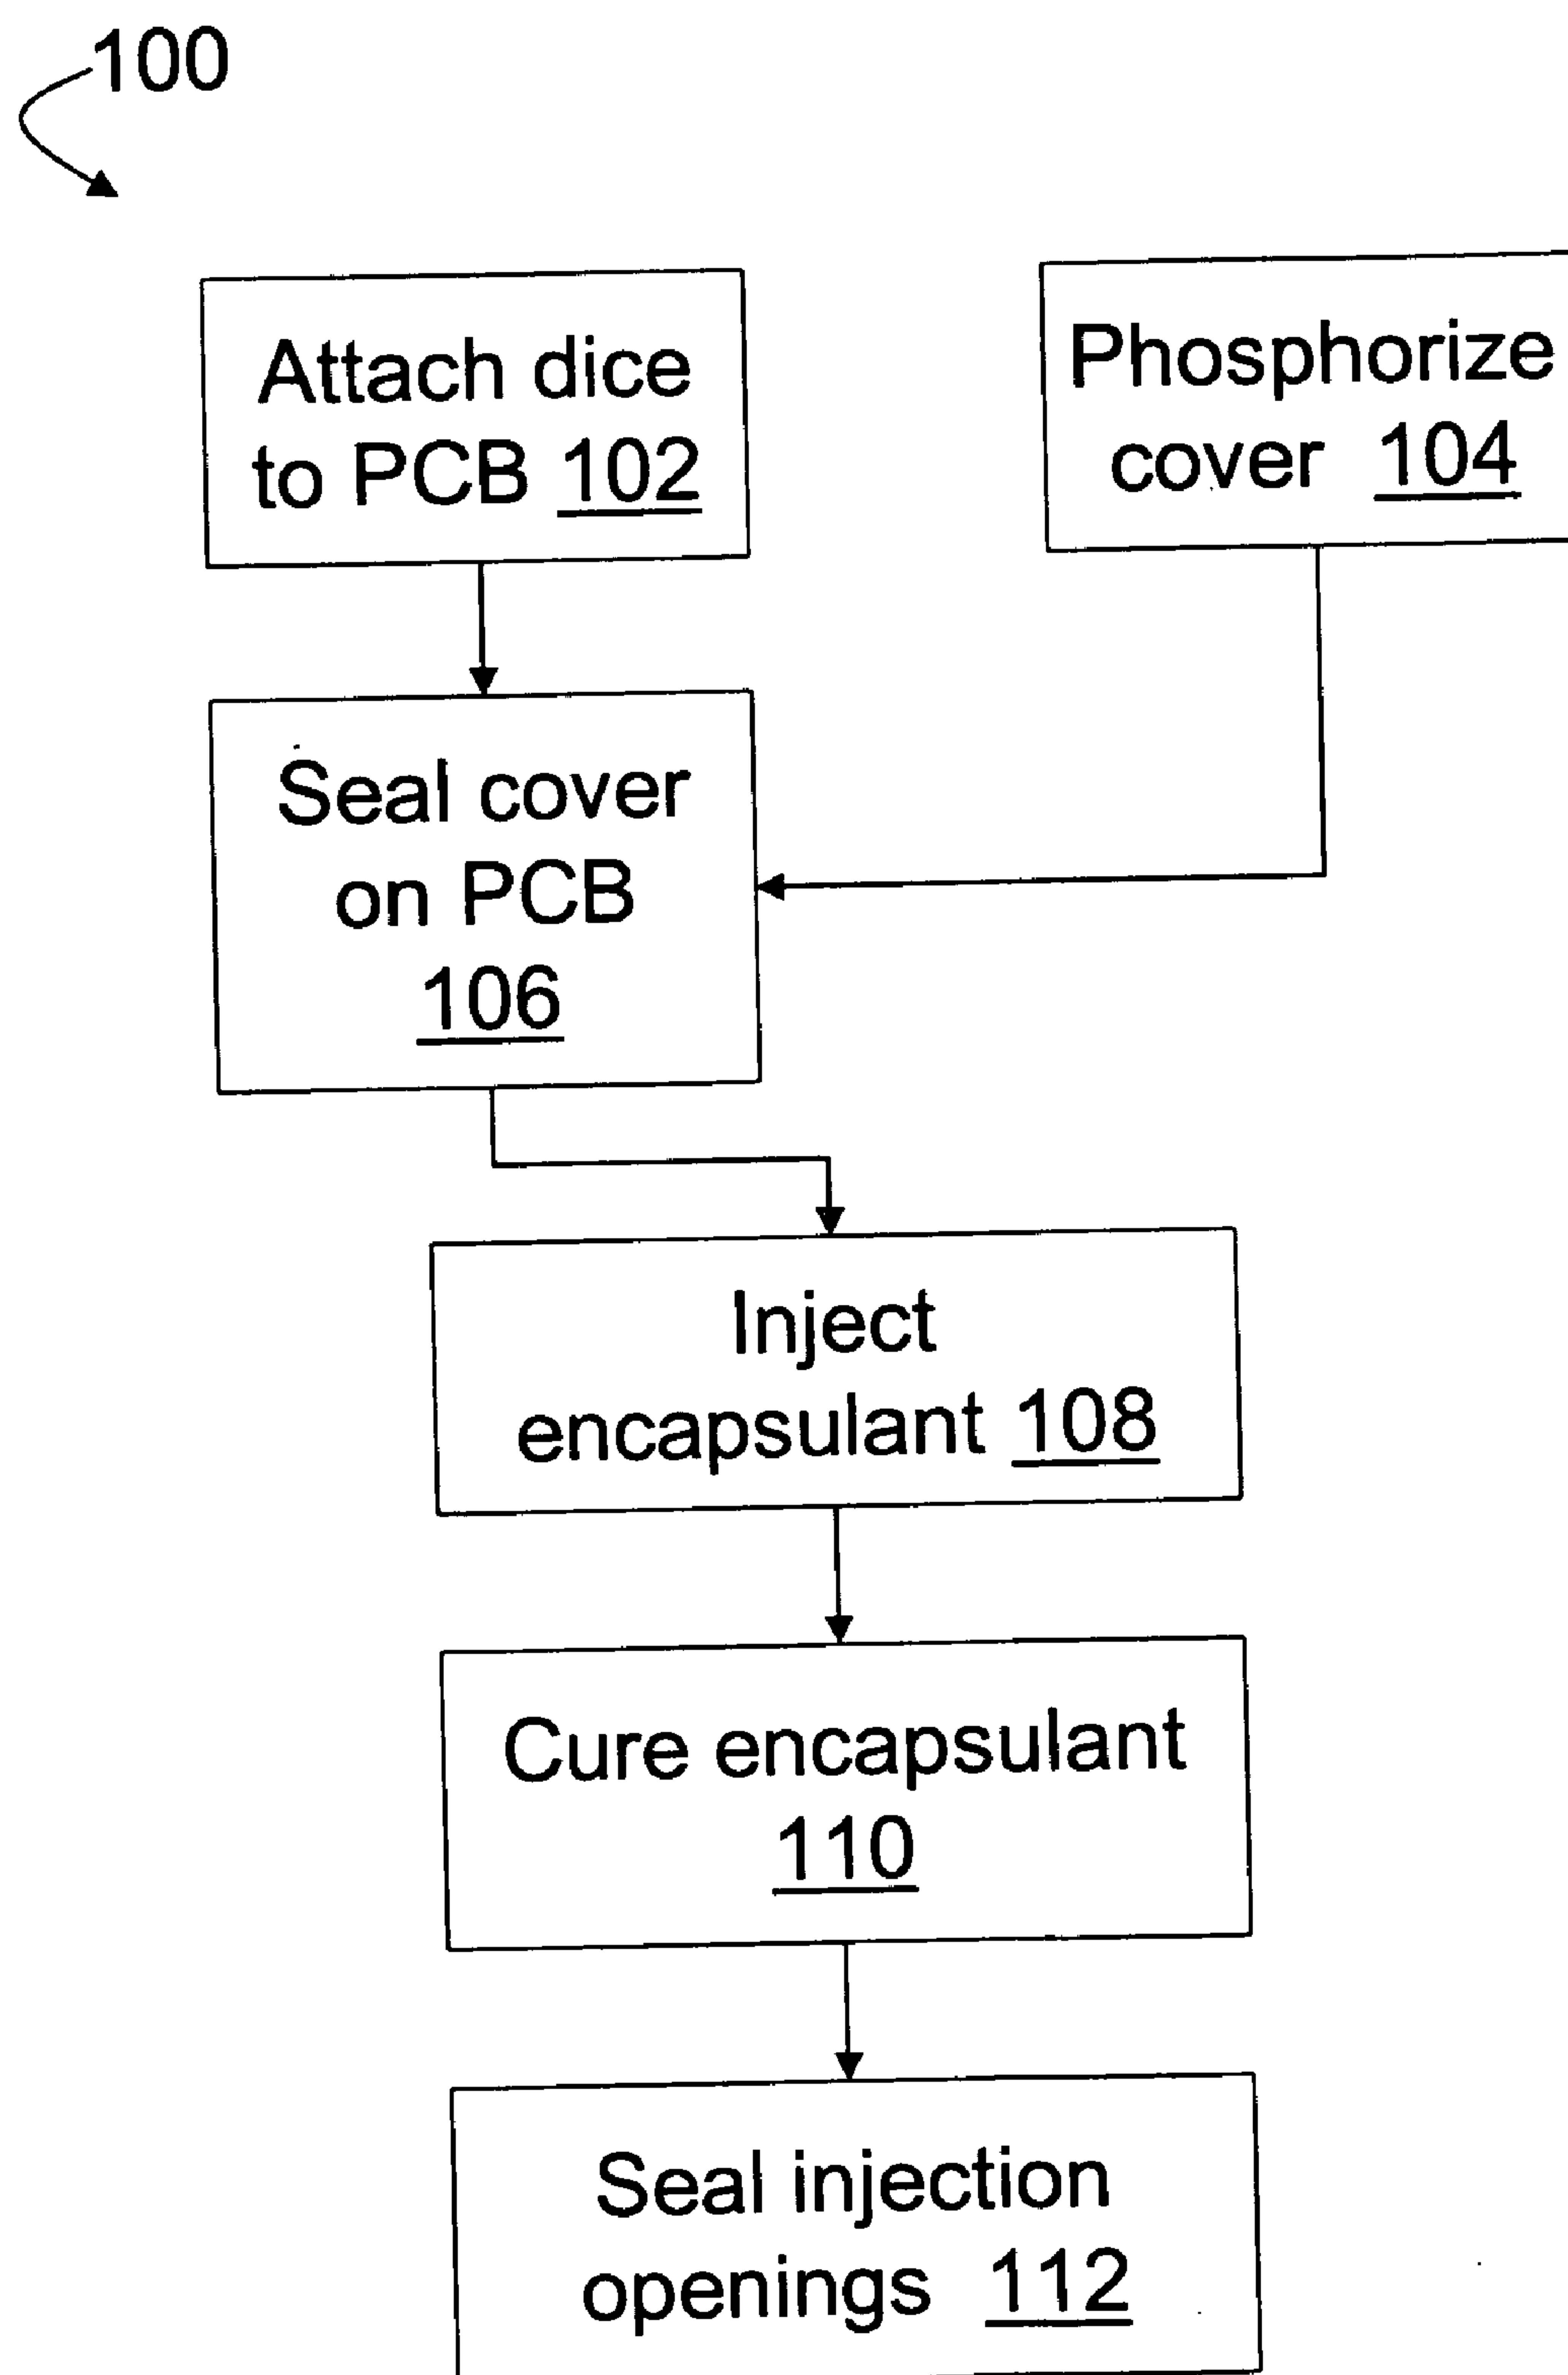 100
Attach dice
to PCB 102
Phosphorize
cover 104
Seal cover
on PCB
106
Inject
encapsulant 108
Cure encapsulant
110
Seal injection
openings 112